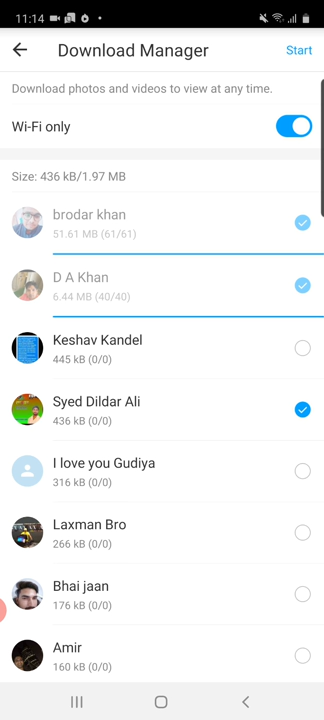 11:14
Download Manager
Start
Download photos and videos to view at any time.
Wi-Fi only
Size: 436 kB/1.97 MB
brodar khan
51.61 MB (61/61)
D A Khan
6.44 MB (40/40)
Keshav Kandel
445 kB (0/0)
Syed Dildar Ali
436 kB (0/0)
I love you Gudiya
316 kB (0/0)
Laxman Bro
266 kB (0/0)
Bhai jaan
176 kB (0/0)
Amir
160 kB (0/0)